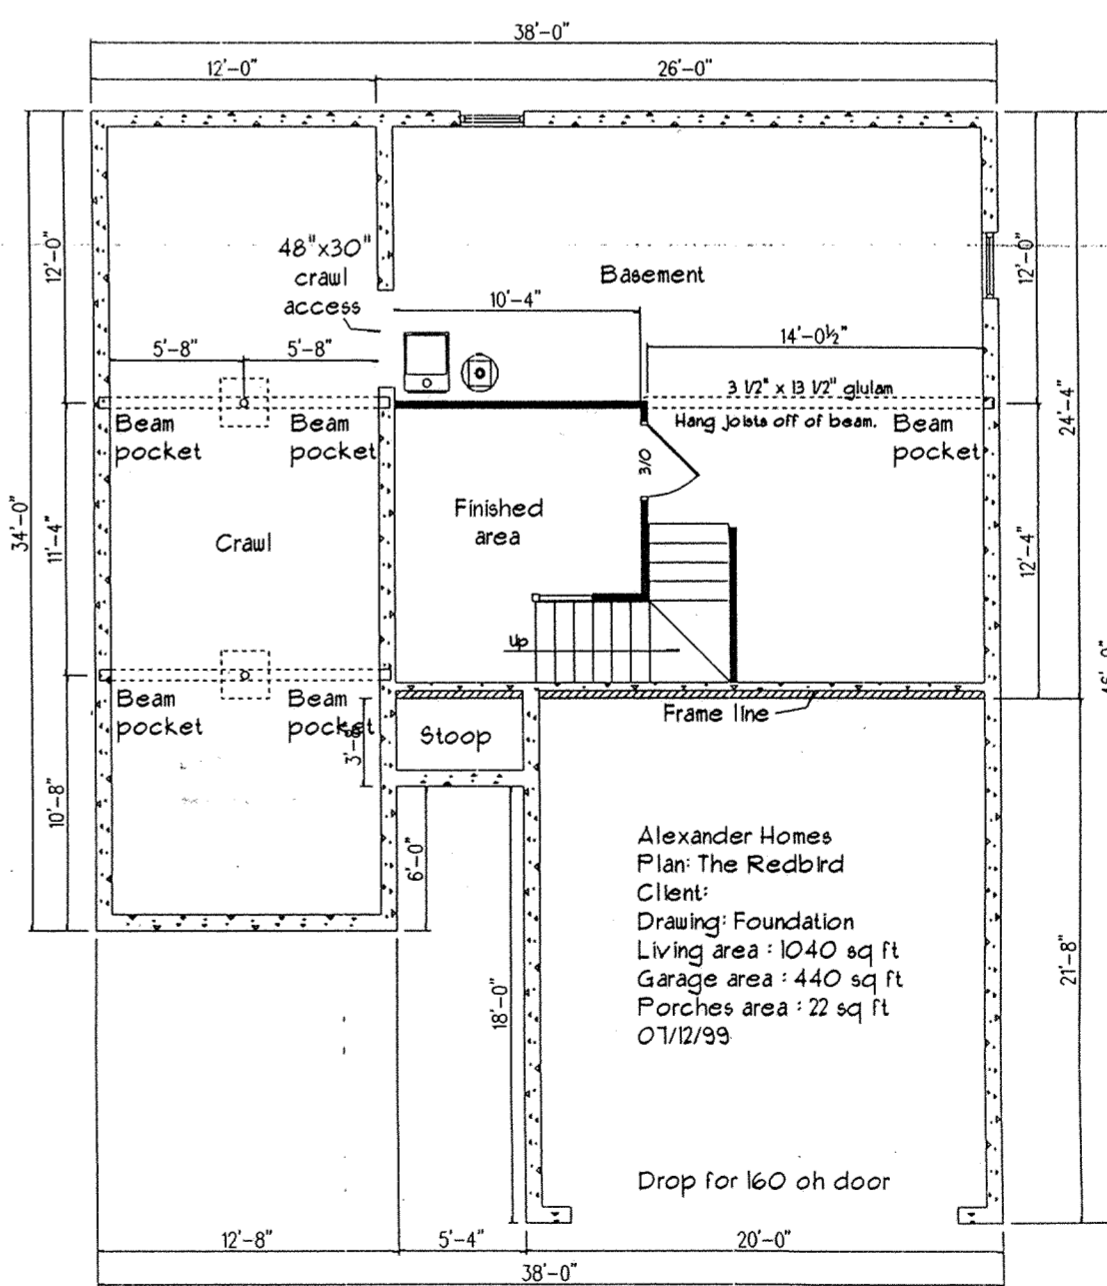 38'-0"
12'-0"
26'-0"
48"x30"
crawl
access
Basement
12'-0"
12'-0"
10'-4"
14'-0½"
5'-8"
5'-8"
3 1/2" x 13 1/2" glulam
Hang joists off of beam.
Beam
pocket
Beam
pocket
Beam
pocket
24'-4"
3/0
Finished
area
Crawl
34'-0"
11'-4"
12'-4"
Up
Beam
pocket
Beam
pocket
Frame line
Stoop
10'-8"
6'-0"
Alexander Homes
Plan: The Redbird
Client:
Drawing: Foundation
Living area : 1040 sq ft
Garage area : 440 sq ft
Porches area : 22 sq ft
07/12/99
21'-8"
18'-0"
Drop for 160 oh door
12'-8"
5'-4"
20'-0"
38'-0"